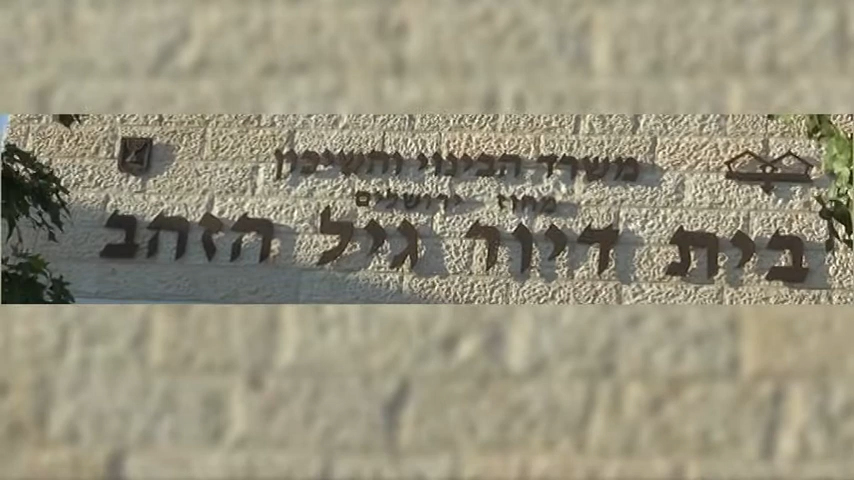 משרד הבינוי והשיכון
מחוז ירושלים
בית דיור גיל הזהב